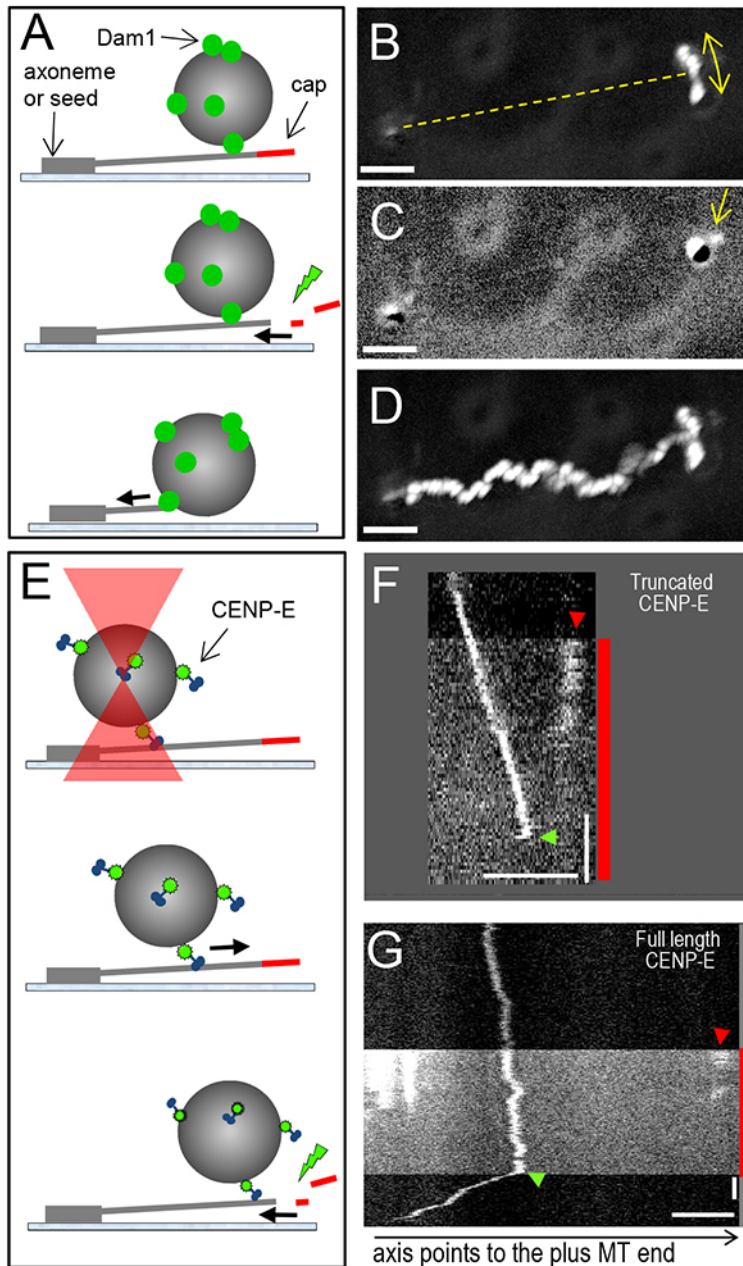 A
Dam1
axoneme
or seed
cap
B
C
D
E
CENP-E
F
Truncated
CENP-E
G
Full length
CENP-E
axis points to the plus MT end